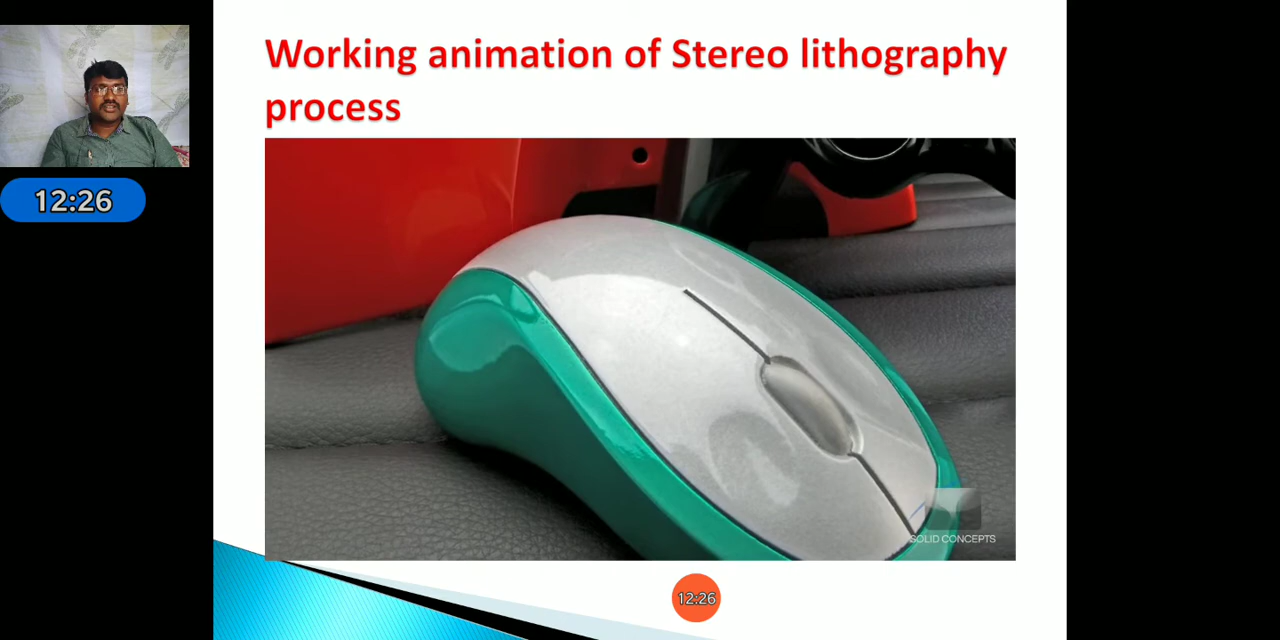 Working animation of Stereo lithography
process
12:26
SOLID CONCEPTS
12:26